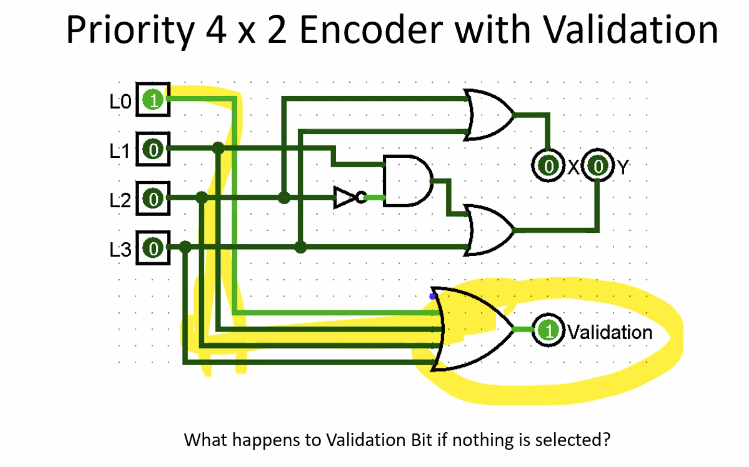 Priority 4 x 2 Encoder with Validation
L0 1
L1 0
L2 0
L3 0
0 X 0 Y
1 Validation
What happens to Validation Bit if nothing is selected?